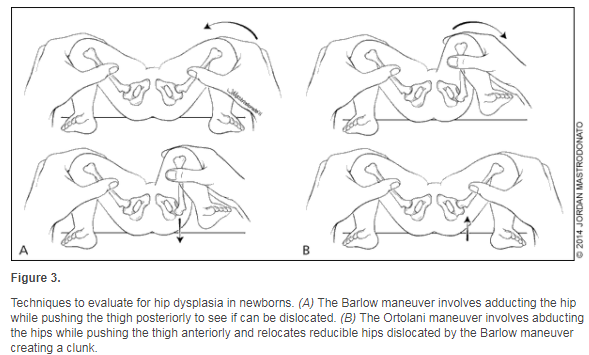 A
B
© 2014 JORDAN MASTRODONATO
Figure 3.
Techniques to evaluate for hip dysplasia in newborns. (A) The Barlow maneuver involves adducting the hip
while pushing the thigh posteriorly to see if can be dislocated. (B) The Ortolani maneuver involves abducting
the hips while pushing the thigh anteriorly and relocates reducible hips dislocated by the Barlow maneuver
creating a clunk.